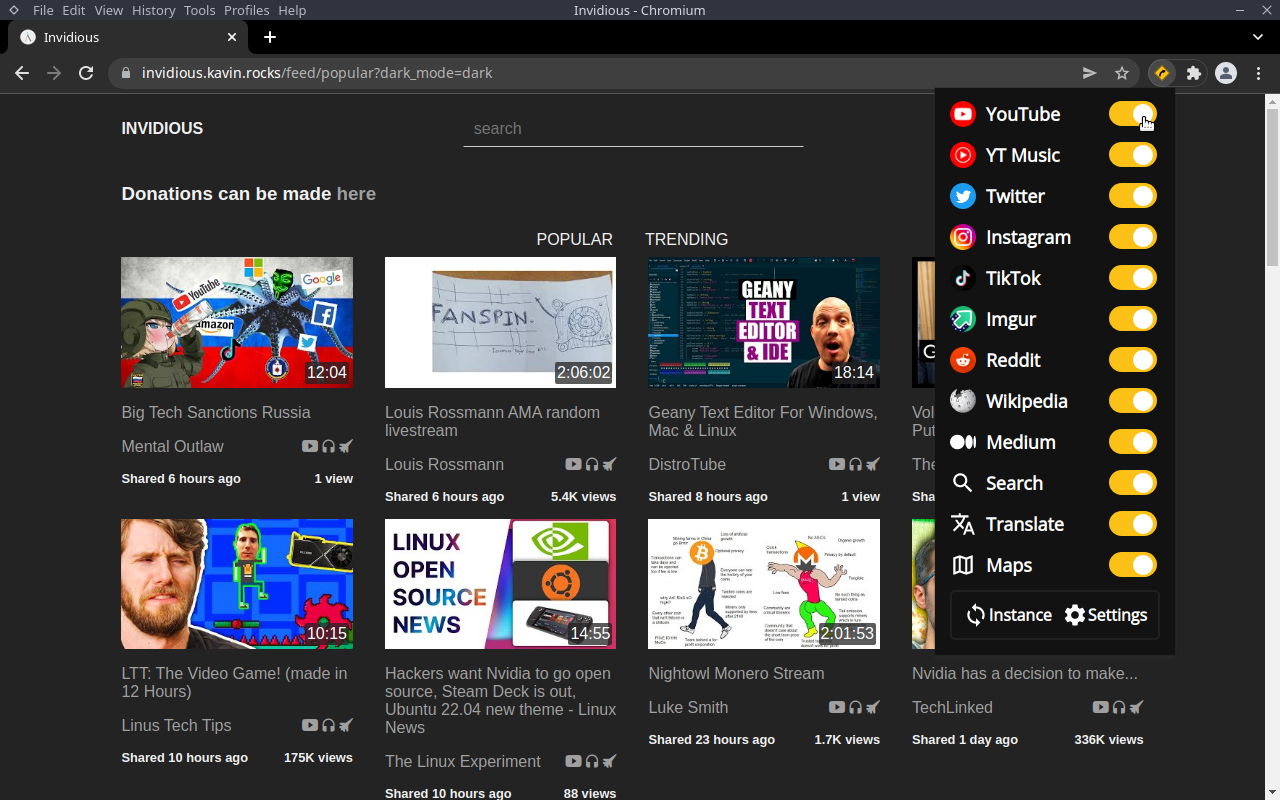 File Edit View History Tools Profiles Help
Invidious - Chromium
Invidious
invidious.kavin.rocks/feed/popular?dark_mode=dark
INVIDIOUS
search
Donations can be made here
POPULAR TRENDING
YouTube
Google
amazon
12:04
Big Tech Sanctions Russia
Mental Outlaw
Shared 6 hours ago 1 view
FANSPIN.
2:06:02
Louis Rossmann AMA random
livestream
Louis Rossmann
Shared 6 hours ago 5.4K views
GEANY
TEXT
EDITOR
& IDE
18:14
Geany Text Editor For Windows,
Mac & Linux
DistroTube
Shared 8 hours ago 1 view
10:15
LTT: The Video Game! (made in
12 Hours)
Linus Tech Tips
Shared 10 hours ago 175K views
LINUX
OPEN
SOURCE
NEWS
14:55
Hackers want Nvidia to go open
source, Steam Deck is out,
Ubuntu 22.04 new theme - Linux
News
The Linux Experiment
Shared 10 hours ago 88 views
2:01:53
Nightowl Monero Stream
Luke Smith
Shared 23 hours ago 1.7K views
Nvidia has a decision to make...
TechLinked
Shared 1 day ago 336K views
YouTube
YT Music
Twitter
Instagram
TikTok
Imgur
Reddit
Wikipedia
Medium
Search
Translate
Maps
Instance Settings